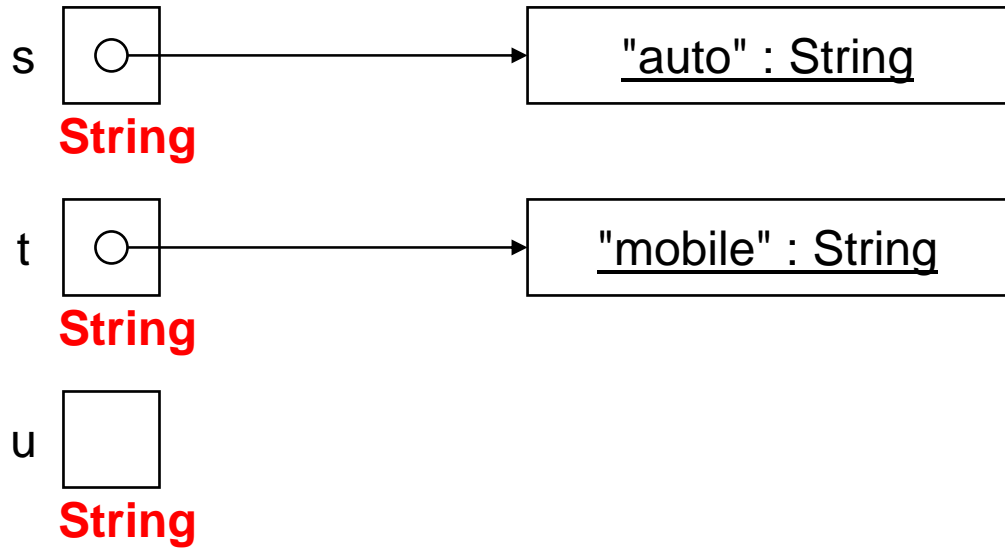 s "auto" : String
String
t "mobile" : String
String
u
String